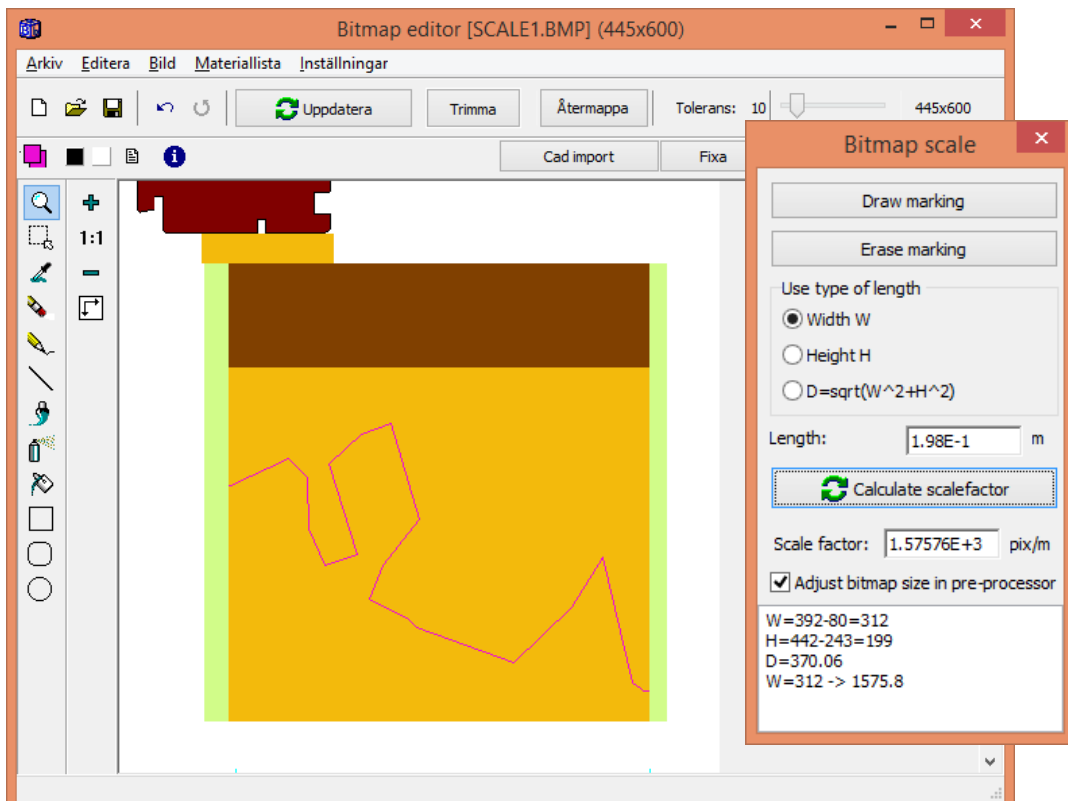 Bitmap editor [SCALE1.BMP] (445x600)
Arkiv Editera Bild Materiallista Inställningar
Uppdatera Trimma Återmappa Tolerans: 10 445x600
Cad import Fixa
1:1
Bitmap scale
Draw marking
Erase marking
Use type of length
Width W
Height H
D=sqrt(W^2+H^2)
Length: 1.98E-1 m
Calculate scalefactor
Scale factor: 1.57576E+3 pix/m
Adjust bitmap size in pre-processor
W=392-80=312
H=442-243=199
D=370.06
W=312 -> 1575.8